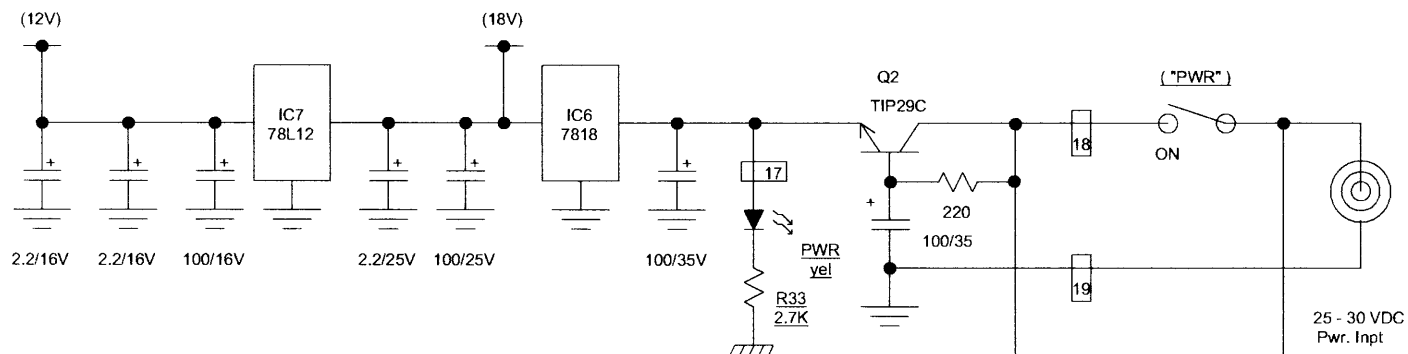 (12V)
(18V)
Q2
TIP29C
( "PWR" )
IC7
78L12
IC6
7818
18
ON
17
220
100/35
PWR
yel
2.2/16V
2.2/16V
100/16V
2.2/25V
100/25V
100/35V
R33
2.7K
19
25 - 30 VDC
Pwr. Inpt
+
+
+
+
+
+
+